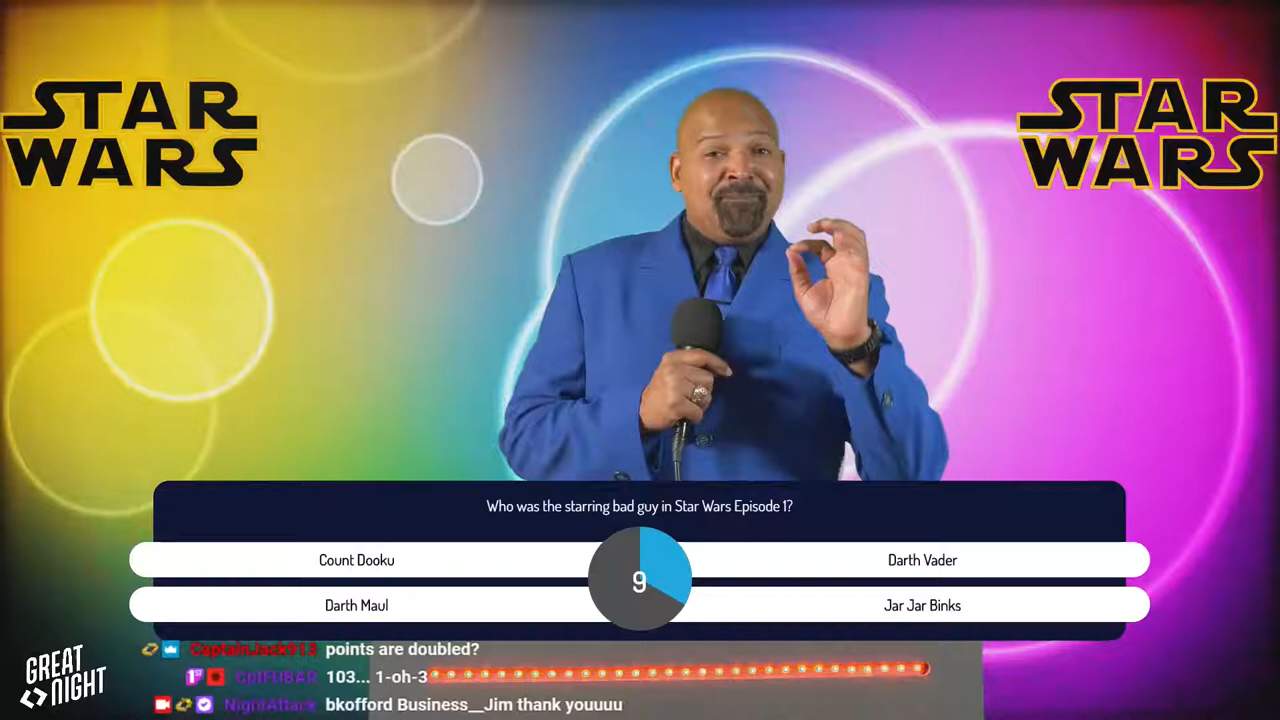 STAR
WARS
STAR
WARS
Who was the starring bad guy in Star Wars Episode 1?
Count Dooku
Darth Vader
9
Darth Maul
Jar Jar Binks
CaptainJack913 points are doubled?
CptFUBAR 103... 1-oh-3
NightAttack bkofford Business__Jim thank youuuu
GREAT
NIGHT